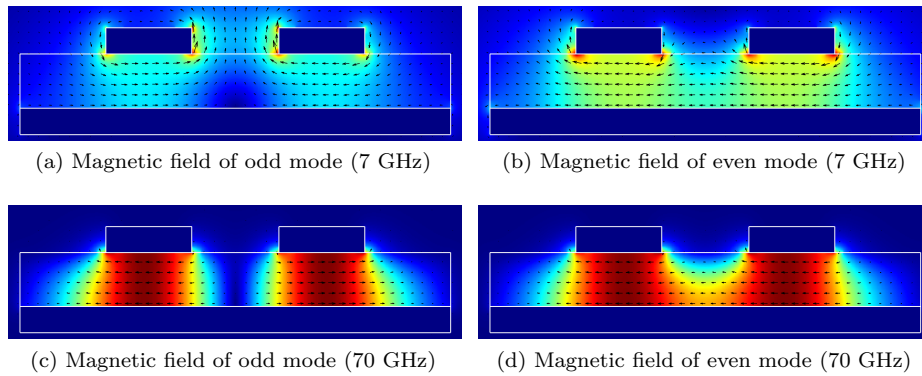 (a) Magnetic field of odd mode (7 GHz)
(b) Magnetic field of even mode (7 GHz)
(c) Magnetic field of odd mode (70 GHz)
(d) Magnetic field of even mode (70 GHz)